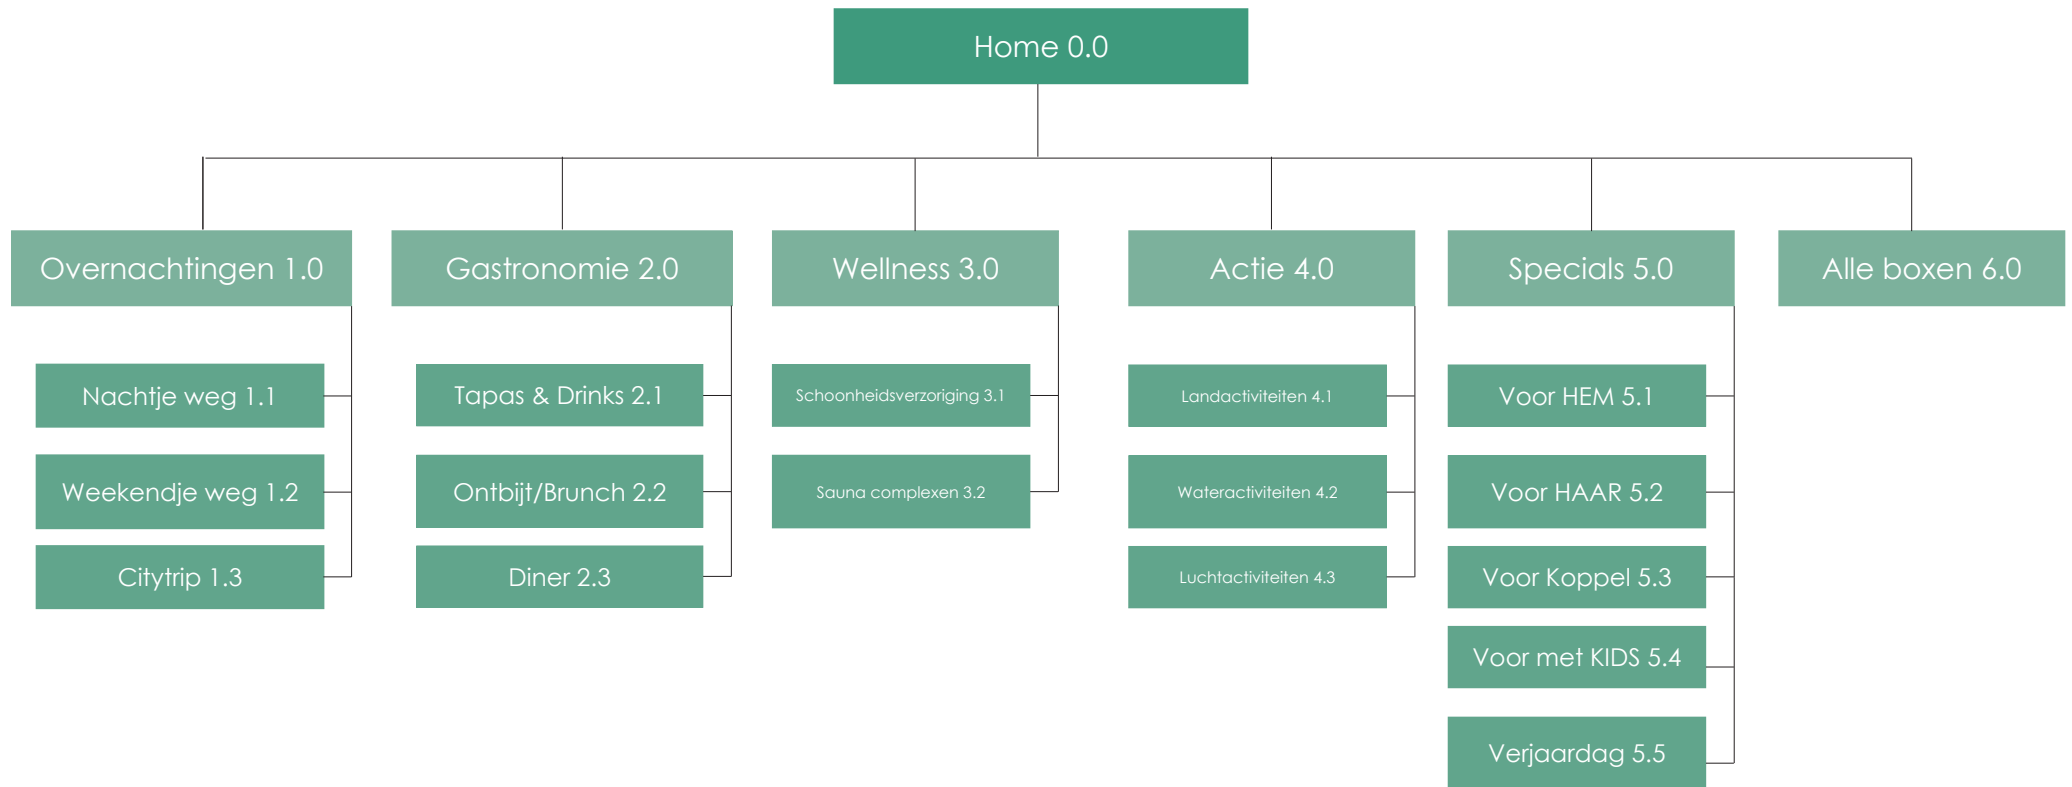 Home 0.0
Overnachtingen 1.0
Gastronomie 2.0
Wellness 3.0
Actie 4.0
Specials 5.0
Alle boxen 6.0
Nachtje weg 1.1
Weekendje weg 1.2
Citytrip 1.3
Tapas & Drinks 2.1
Ontbijt/Brunch 2.2
Diner 2.3
Schoonheidsverzoriging 3.1
Sauna complexen 3.2
Landactiviteiten 4.1
Wateractiviteiten 4.2
Luchtactiviteiten 4.3
Voor HEM 5.1
Voor HAAR 5.2
Voor Koppel 5.3
Voor met KIDS 5.4
Verjaardag 5.5